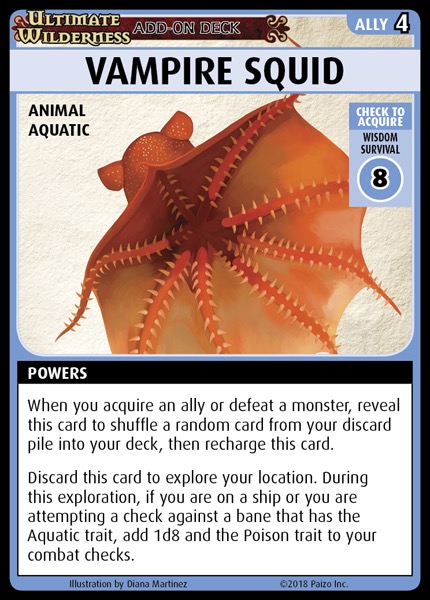 ULTIMATE
WILDERNESS ADD-ON DECK
ALLY 4
VAMPIRE SQUID
ANIMAL
AQUATIC
CHECK TO
ACQUIRE
WISDOM
SURVIVAL
8
POWERS
When you acquire an ally or defeat a monster, reveal
this card to shuffle a random card from your discard
pile into your deck, then recharge this card.
Discard this card to explore your location. During
this exploration, if you are on a ship or you are
attempting a check against a bane that has the
Aquatic trait, add 1d8 and the Poison trait to your
combat checks.
Illustration by Diana Martinez ©2018 Paizo Inc.